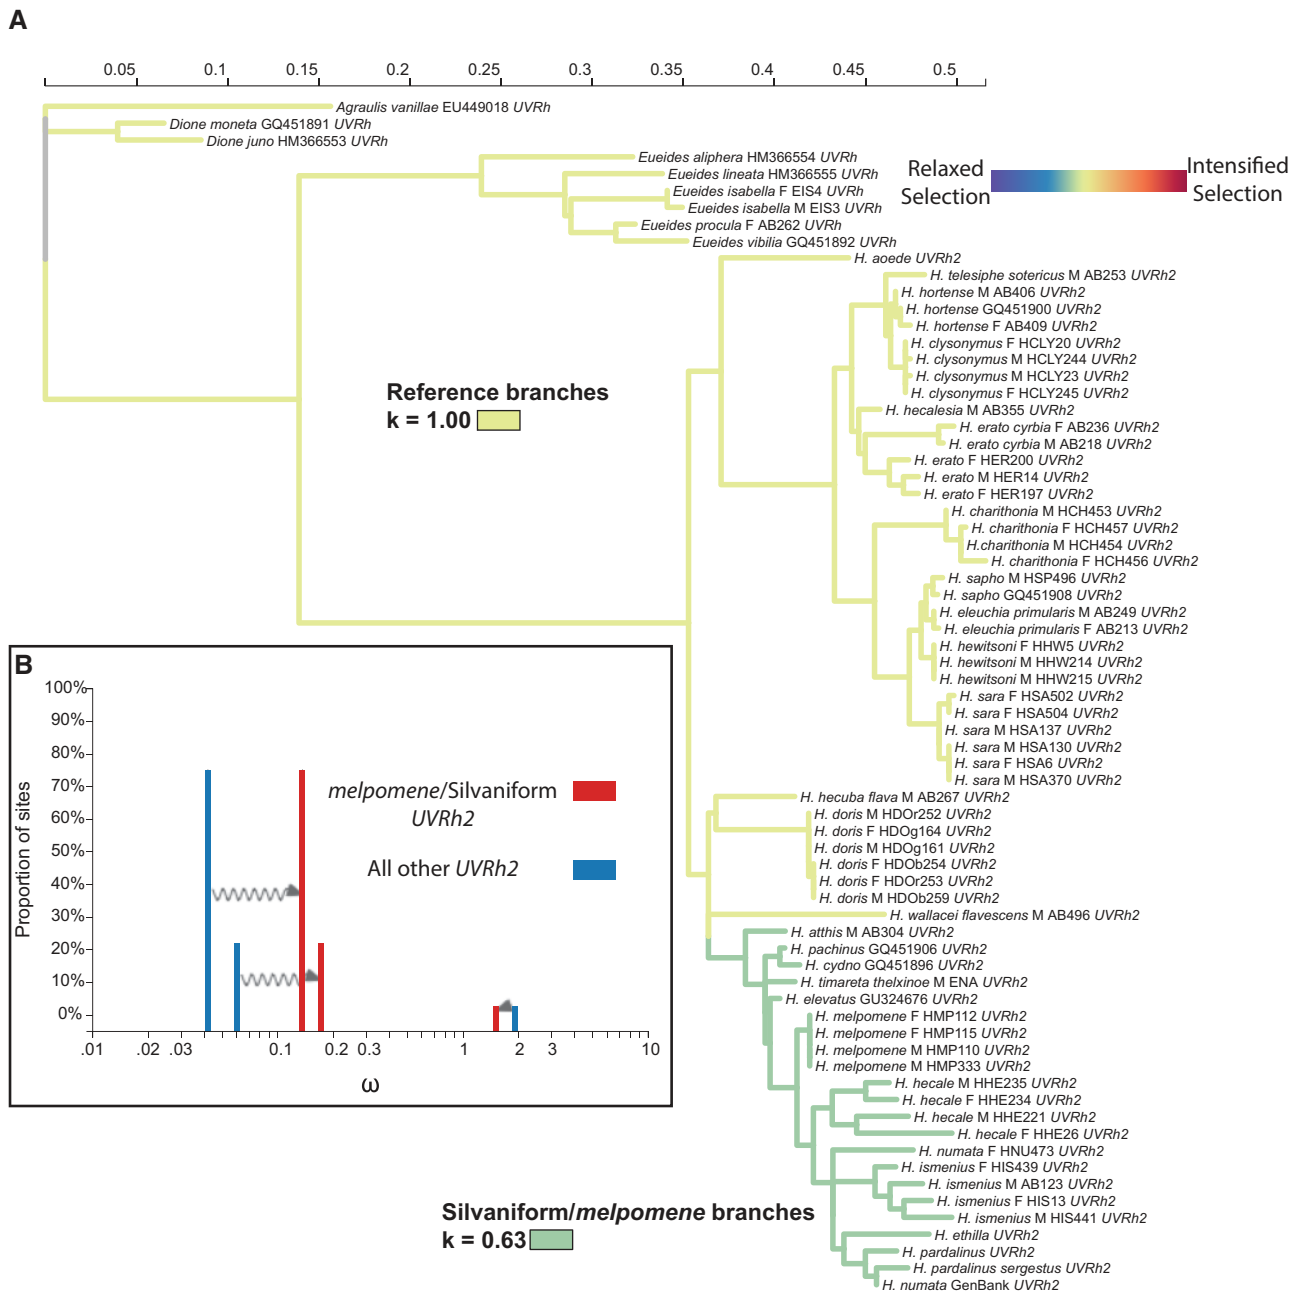 A
0.05 0.1 0.15 0.2 0.25 0.3 0.35 0.4 0.45 0.5
Agraulis vanillae EU449018 UVRh
Dione moneta GQ451891 UVRh
Dione juno HM366553 UVRh
Eueides aliphera HM366554 UVRh
Eueides lineata HM366555 UVRh
Eueides isabella F EIS4 UVRh
Eueides isabella M EIS3 UVRh
Eueides procula F AB262 UVRh
Eueides vibilia GQ451892 UVRh
Relaxed Selection
Intensified Selection
H. aoede UVRh2
H. telesiphe sotericus M AB253 UVRh2
H. hortense M AB406 UVRh2
H. hortense GQ451900 UVRh2
H. hortense F AB409 UVRh2
H. clysonymus F HCLY20 UVRh2
H. clysonymus M HCLY244 UVRh2
H. clysonymus M HCLY23 UVRh2
H. clysonymus F HCLY245 UVRh2
H. hecalesia M AB355 UVRh2
H. erato cyrbia F AB236 UVRh2
H. erato cyrbia M AB218 UVRh2
H. erato F HER200 UVRh2
H. erato M HER14 UVRh2
H. erato F HER197 UVRh2
H. charithonia M HCH453 UVRh2
H. charithonia F HCH457 UVRh2
H.charithonia M HCH454 UVRh2
H. charithonia F HCH456 UVRh2
H. sapho M HSP496 UVRh2
H. sapho GQ451908 UVRh2
H. eleuchia primularis M AB249 UVRh2
H. eleuchia primularis F AB213 UVRh2
H. hewitsoni F HHW5 UVRh2
H. hewitsoni M HHW214 UVRh2
H. hewitsoni M HHW215 UVRh2
H. sara F HSA502 UVRh2
H. sara F HSA504 UVRh2
H. sara M HSA137 UVRh2
H. sara M HSA130 UVRh2
H. sara F HSA6 UVRh2
H. sara M HSA370 UVRh2
H. hecuba flava M AB267 UVRh2
H. doris M HDOr252 UVRh2
H. doris F HDOg164 UVRh2
H. doris M HDOg161 UVRh2
H. doris F HDOb254 UVRh2
H. doris F HDOr253 UVRh2
H. doris M HDOb259 UVRh2
H. wallacei flavescens M AB496 UVRh2
H. atthis M AB304 UVRh2
H. pachinus GQ451906 UVRh2
H. cydno GQ451896 UVRh2
H. timareta thelxinoe M ENA UVRh2
H. elevatus GU324676 UVRh2
H. melpomene F HMP112 UVRh2
H. melpomene F HMP115 UVRh2
H. melpomene M HMP110 UVRh2
H. melpomene M HMP333 UVRh2
H. hecale M HHE235 UVRh2
H. hecale F HHE234 UVRh2
H. hecale M HHE221 UVRh2
H. hecale F HHE26 UVRh2
H. numata F HNU473 UVRh2
H. ismenius F HIS439 UVRh2
H. ismenius M AB123 UVRh2
H. ismenius F HIS13 UVRh2
H. ismenius M HIS441 UVRh2
H. ethilla UVRh2
H. pardalinus UVRh2
H. pardalinus sergestus UVRh2
H. numata GenBank UVRh2
Reference branches
k = 1.00
Silvaniform/melpomene branches
k = 0.63
B
100%
90%
80%
70%
60%
50%
40%
30%
20%
10%
0%
Proportion of sites
melpomene/Silvaniform
UVRh2
All other UVRh2
.01 .02 .03 0.1 0.2 0.3 1 2 3 10
ω